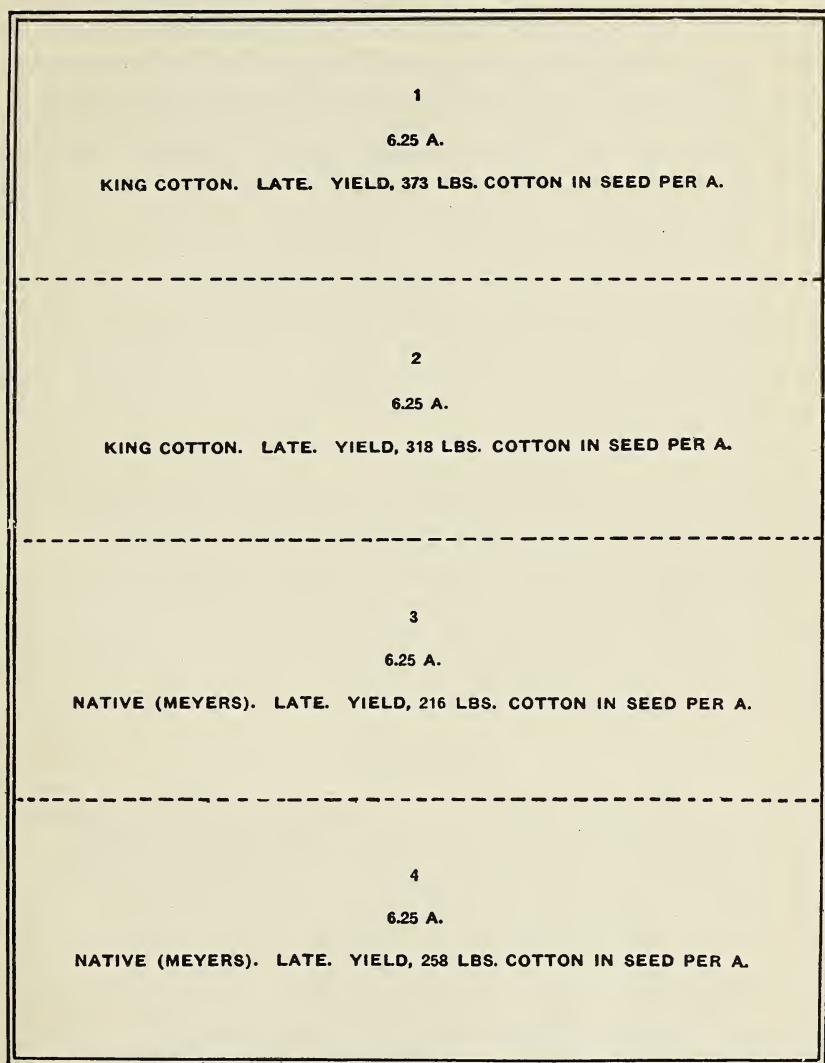 1
6.25 A.
KING COTTON. LATE. YIELD, 373 LBS. COTTON IN SEED PER A.
2
6.25 A.
KING COTTON. LATE. YIELD, 318 LBS. COTTON IN SEED PER A.
3
6.25 A.
NATIVE (MEYERS). LATE. YIELD, 216 LBS. COTTON IN SEED PER A.
4
6.25 A.
NATIVE (MEYERS). LATE. YIELD, 258 LBS. COTTON IN SEED PER A.